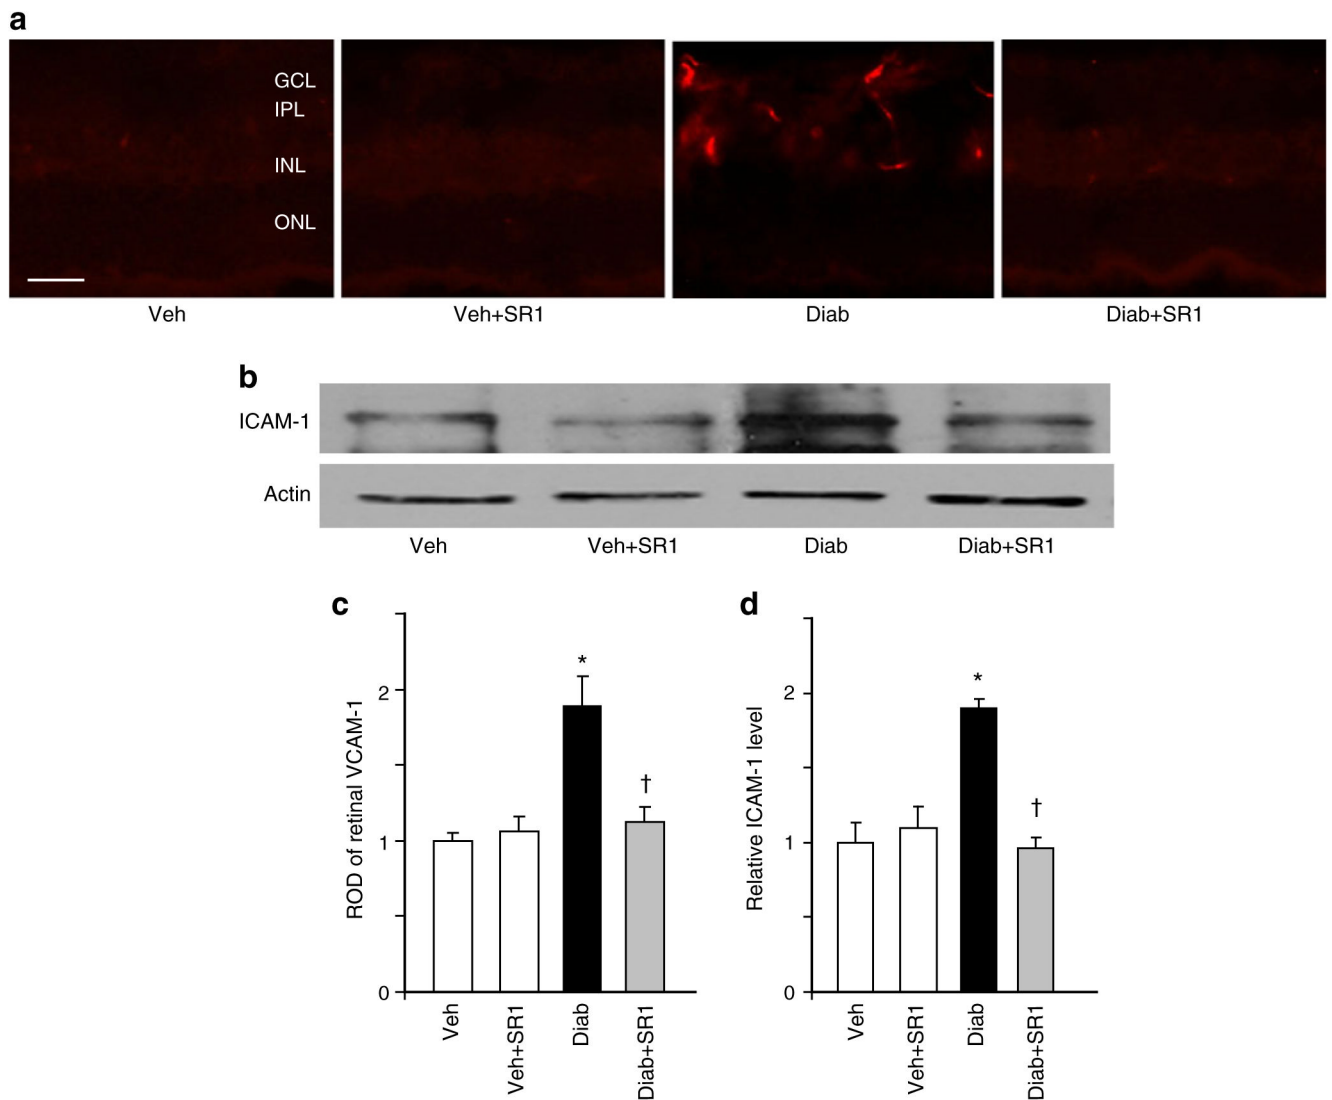 a
GCL
IPL
INL
ONL
Veh Veh+SR1 Diab Diab+SR1
b
ICAM-1
Actin
Veh Veh+SR1 Diab Diab+SR1
c
ROD of retinal VCAM-1
2
1
0
*
†
Veh
Veh+SR1
Diab
Diab+SR1
d
Relative ICAM-1 level
2
1
0
*
†
Veh
Veh+SR1
Diab
Diab+SR1